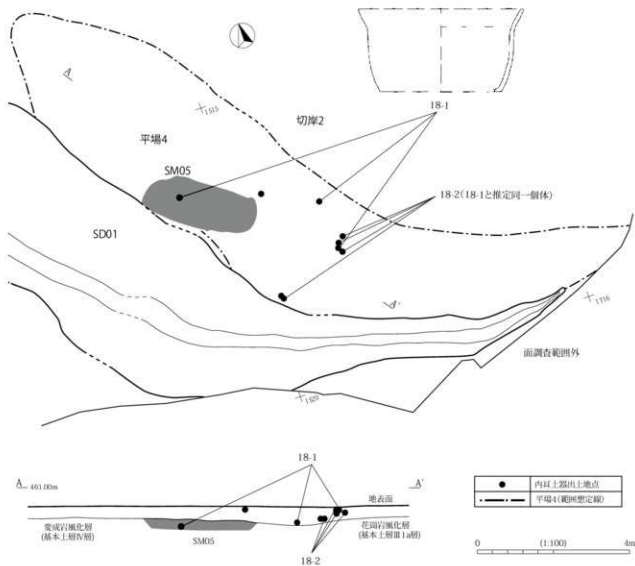 18-1
A
1515
切岸2
平場4
SM05
18-2(18-1と推定同一個体)
SD01
A'
1316
面調査範囲外
1520
18-1
A 461.00m A'
地表面
変成岩風化層
(基本土層Ⅳ層)
SM05
花崗岩風化層
(基本土層Ⅲ1a層)
18-2
● 内耳土器出土地点
平場4(範囲想定線)
0 (1:100) 4m